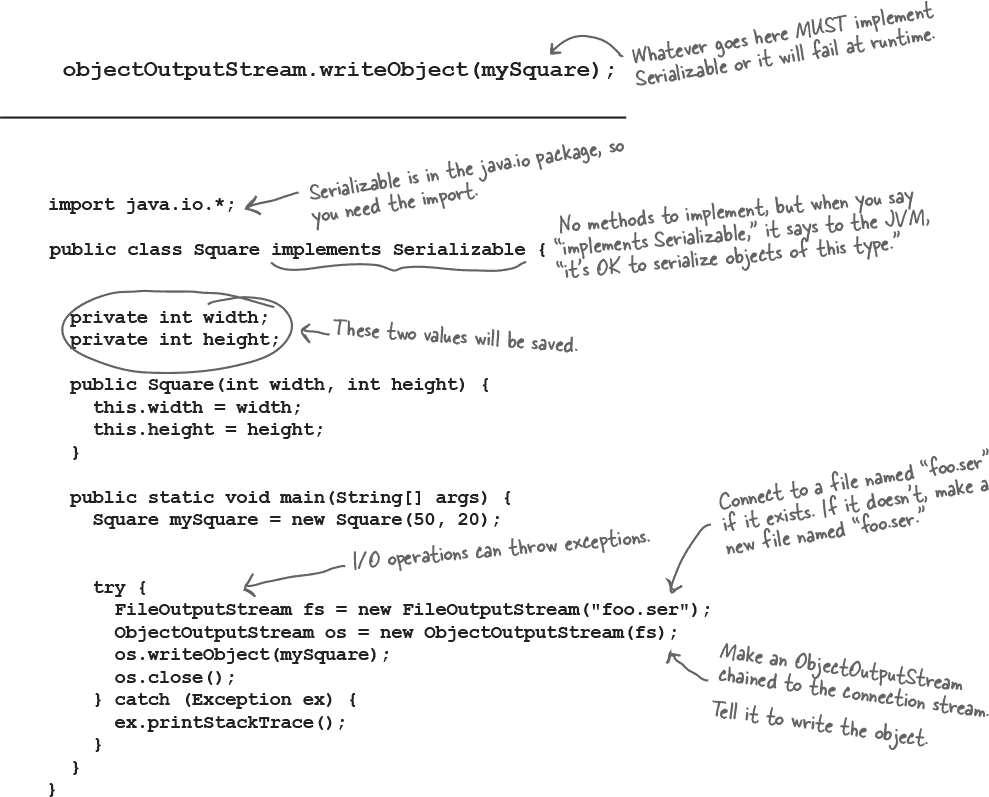 objectOutputStream.writeObject(mySquare);
Whatever goes here MUST implement
Serializable or it will fail at runtime.
import java.io.*;
Serializable is in the java.io package, so
you need the import.
public class Square implements Serializable {
No methods to implement, but when you say
“implements Serializable,” it says to the JVM,
“it’s OK to serialize objects of this type.”
private int width;
private int height;
These two values will be saved.
public Square(int width, int height) {
this.width = width;
this.height = height;
}
public static void main(String[] args) {
Square mySquare = new Square(50, 20);
Connect to a file named “foo.ser”
if it exists. If it doesn’t, make a
new file named “foo.ser.”
I/O operations can throw exceptions.
try {
FileOutputStream fs = new FileOutputStream("foo.ser");
ObjectOutputStream os = new ObjectOutputStream(fs);
os.writeObject(mySquare);
os.close();
Make an ObjectOutputStream
chained to the connection stream.
Tell it to write the object.
} catch (Exception ex) {
ex.printStackTrace();
}
}
}